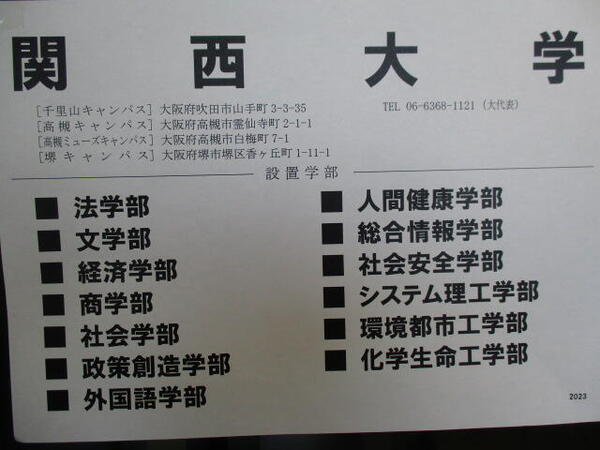 関西大学
[千里山キャンパス] 大阪府吹田市山手町 3-3-35
TEL 06-6368-1121 (大代表)
[高槻キャンパス] 大阪府高槻市霊仙寺町 2-1-1
[高槻ミューズキャンパス] 大阪府高槻市白梅町 7-1
[堺キャンパス] 大阪府堺市堺区香ヶ丘町 1-11-1
設置学部
■ 法学部
■ 文学部
■ 経済学部
■ 商学部
■ 社会学部
■ 政策創造学部
■ 外国語学部
■ 人間健康学部
■ 総合情報学部
■ 社会安全学部
■ システム理工学部
■ 環境都市工学部
■ 化学生命工学部
2023